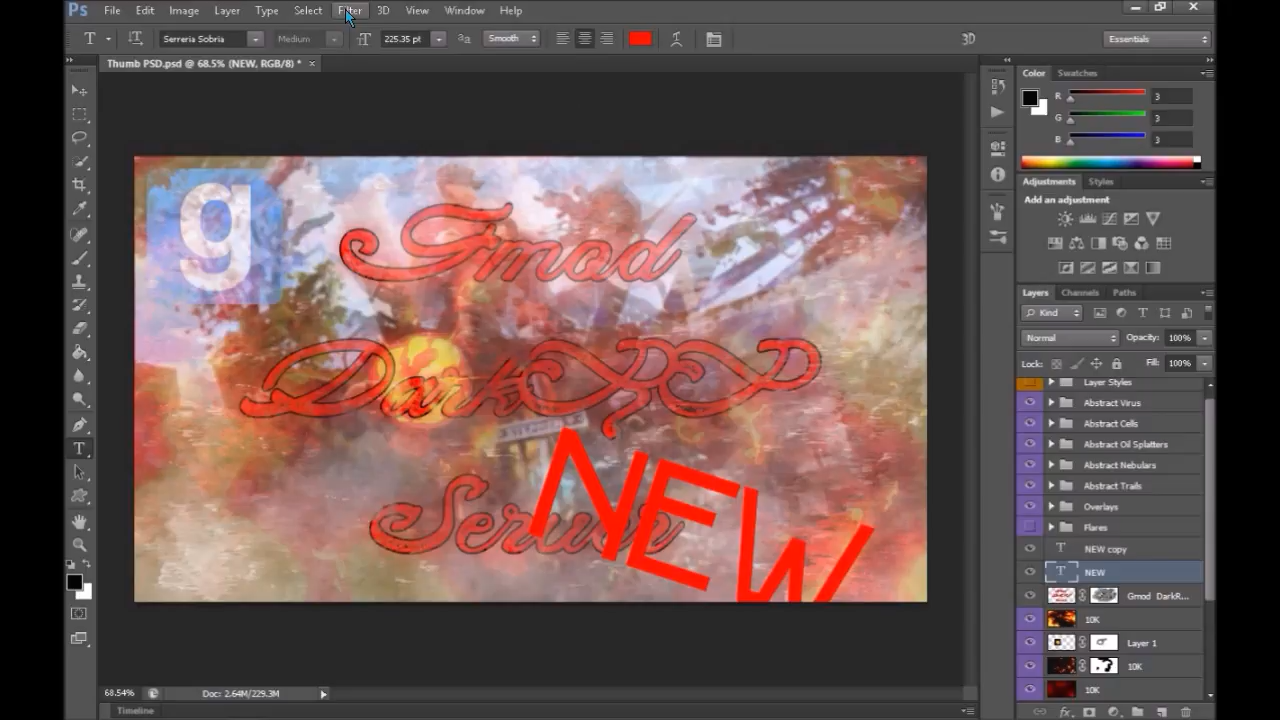 Ps File Edit Image Layer Type Select Filter 3D View Window Help
T Serreria Sobria Medium 225.35 pt Smooth 3D Essentials
Thumb PSD.psd @ 68.5% (NEW, RGB/8) * ×
g
Gmod
DarkRP
Server
NEW
68.54% Doc: 2.64M/229.3M
Timeline
Color Swatches
R 3
G 3
B 3
Adjustments Styles
Add an adjustment
Layers Channels Paths
Kind
Normal Opacity: 100%
Lock: Fill: 100%
Layer Styles
Abstract Virus
Abstract Cells
Abstract Oil Splatters
Abstract Nebulars
Abstract Trails
Overlays
Flares
T NEW copy
T NEW
Gmod DarkR...
10K
Layer 1
10K
10K
fx